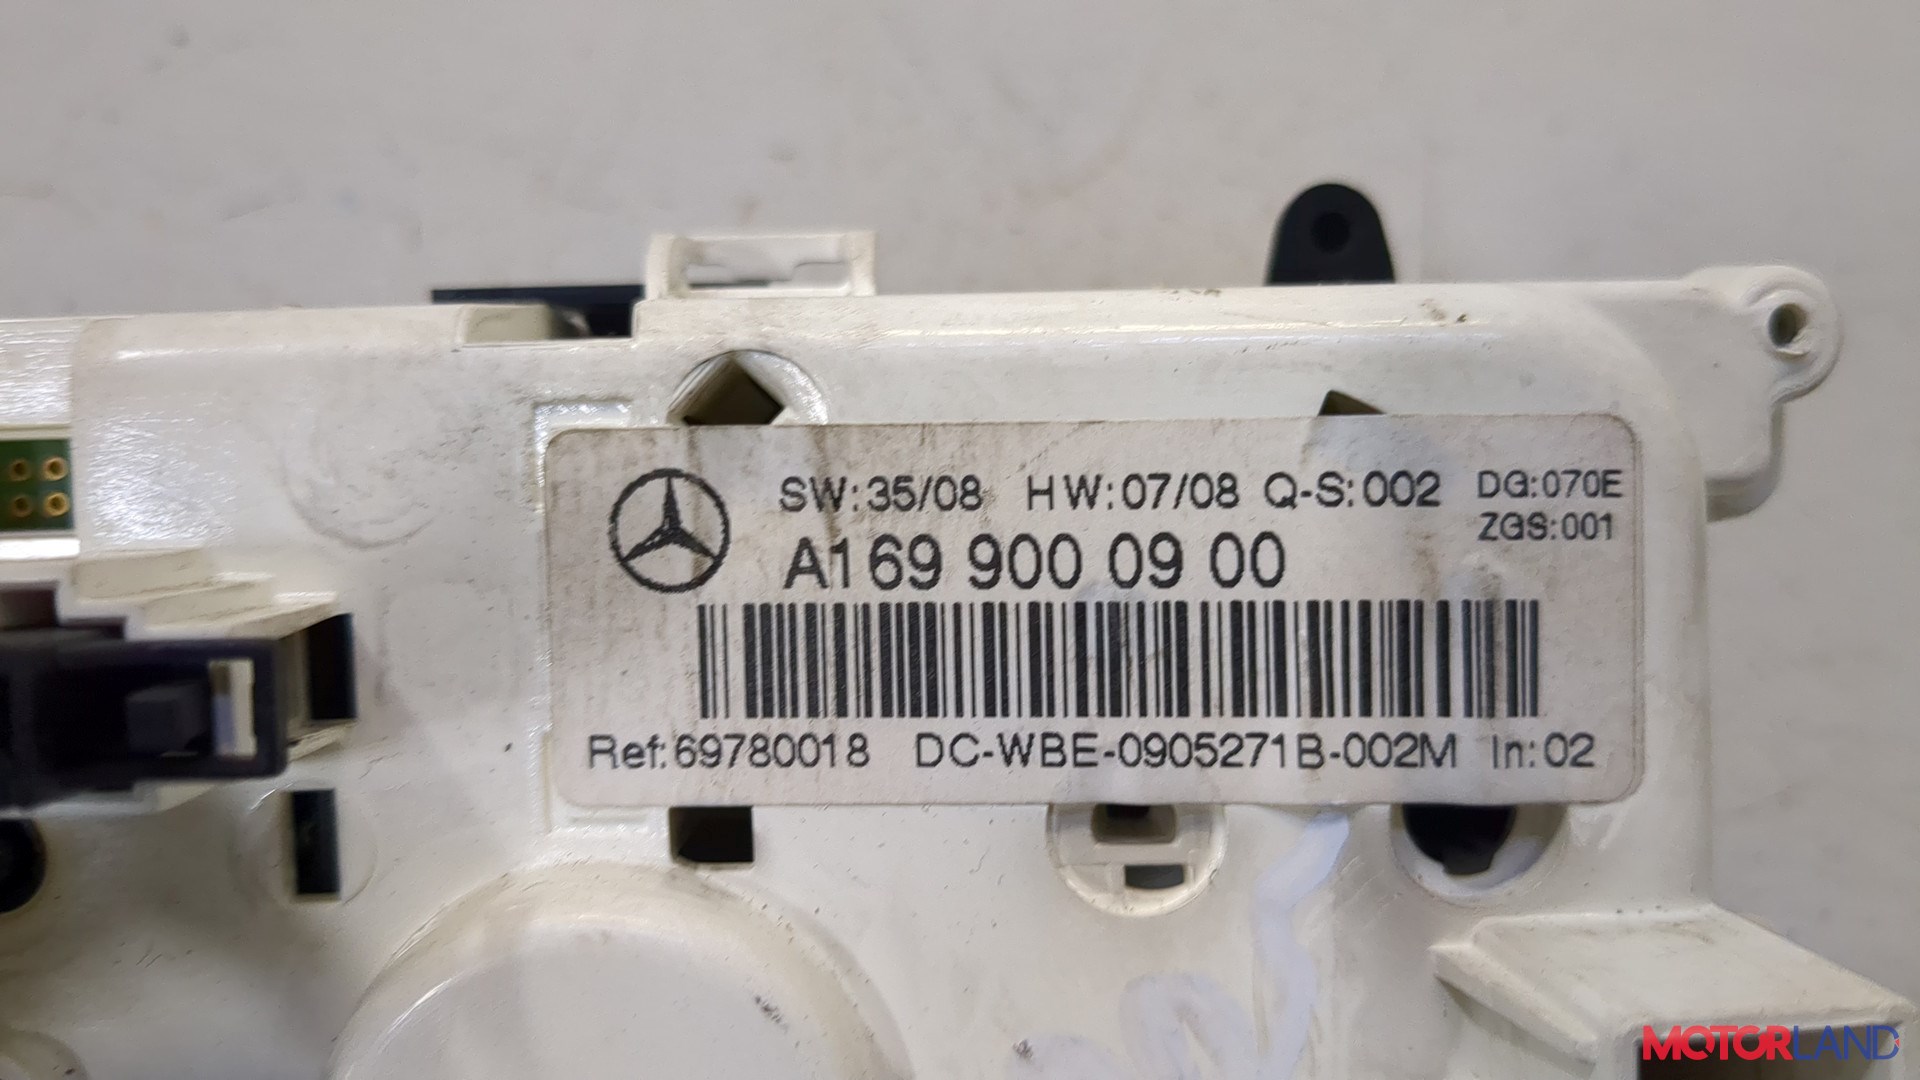 SW:35/08 HW:07/08 Q-S:002 DG:070E
ZGS:001
A169 900 09 00
Ref:69780018 DC-WBE-0905271B-002M In:02
MOTORLAND